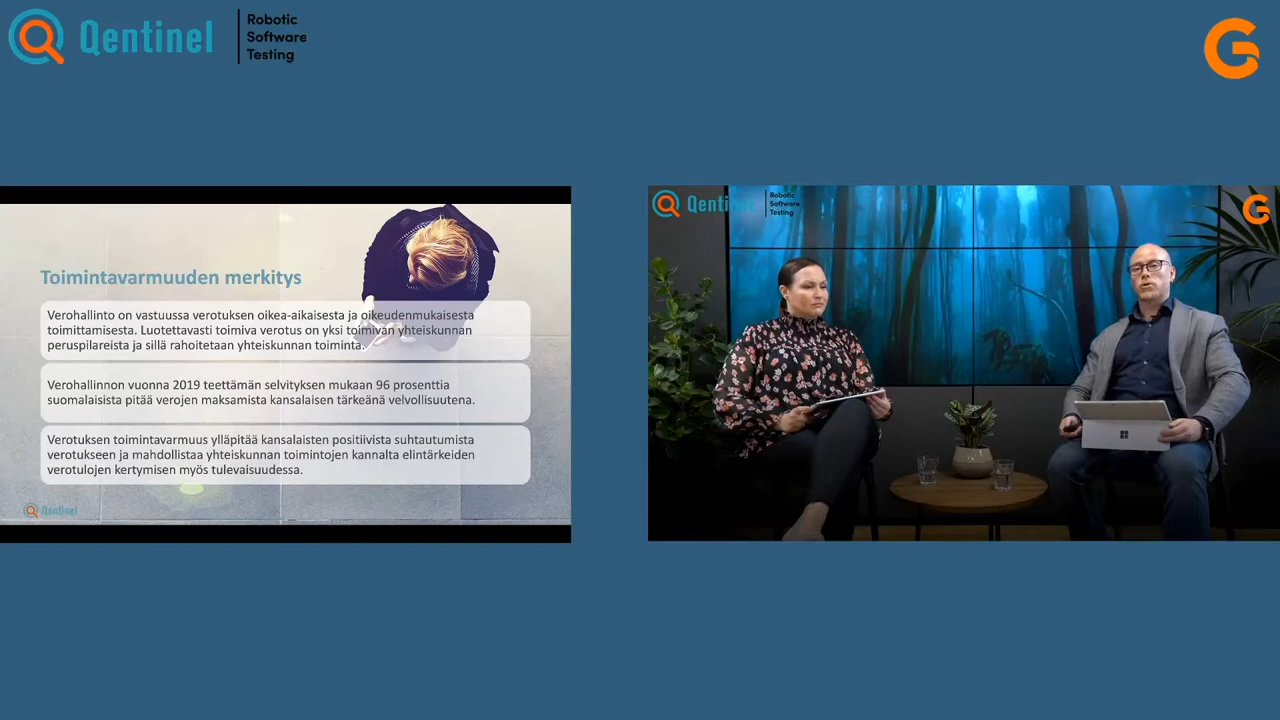 Qentinel
Robotic
Software
Testing
Toimintavarmuuden merkitys
Verohallinto on vastuussa verotuksen oikea-aikaisesta ja oikeudenmukaisesta
toimittamisesta. Luotettavasti toimiva verotus on yksi toimivan yhteiskunnan
peruspilareista ja sillä rahoitetaan yhteiskunnan toiminta.
Verohallinnon vuonna 2019 teettämän selvityksen mukaan 96 prosenttia
suomalaisista pitää verojen maksamista kansalaisen tärkeänä velvollisuutena.
Verotuksen toimintavarmuus ylläpitää kansalaisten positiivista suhtautumista
verotukseen ja mahdollistaa yhteiskunnan toimintojen kannalta elintärkeiden
verotulojen kertymisen myös tulevaisuudessa.
Qentinel
Qentinel
Robotic
Software
Testing